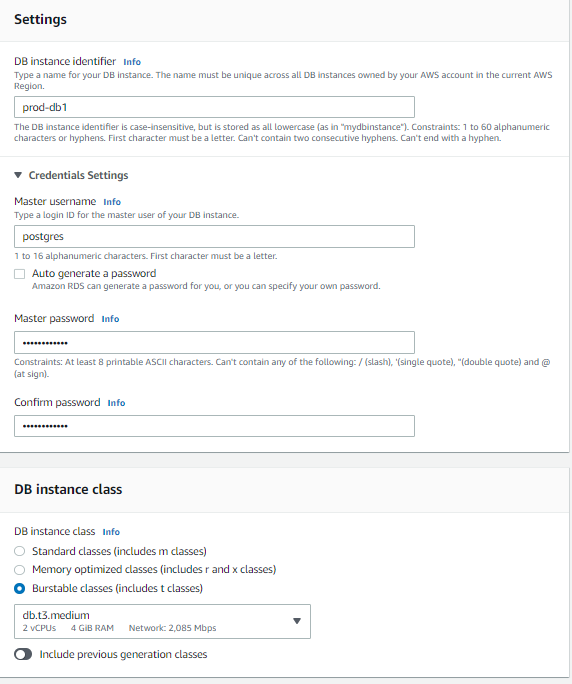 Settings
DB instance identifier Info
Type a name for your DB instance. The name must be unique across all DB instances owned by your AWS account in the current AWS
Region.
prod-db1
The DB instance identifier is case-insensitive, but is stored as all lowercase (as in "mydbinstance"). Constraints: 1 to 60 alphanumeric
characters or hyphens. First character must be a letter. Can't contain two consecutive hyphens. Can't end with a hyphen.
▼ Credentials Settings
Master username Info
Type a login ID for the master user of your DB instance.
postgres
1 to 16 alphanumeric characters. First character must be a letter.
Auto generate a password
Amazon RDS can generate a password for you, or you can specify your own password.
Master password Info
••••••••••••
Constraints: At least 8 printable ASCII characters. Can't contain any of the following: / (slash), '(single quote), "(double quote) and @
(at sign).
Confirm password Info
••••••••••••
DB instance class
DB instance class Info
Standard classes (includes m classes)
Memory optimized classes (includes r and x classes)
Burstable classes (includes t classes)
db.t3.medium
2 vCPUs 4 GiB RAM Network: 2,085 Mbps
Include previous generation classes